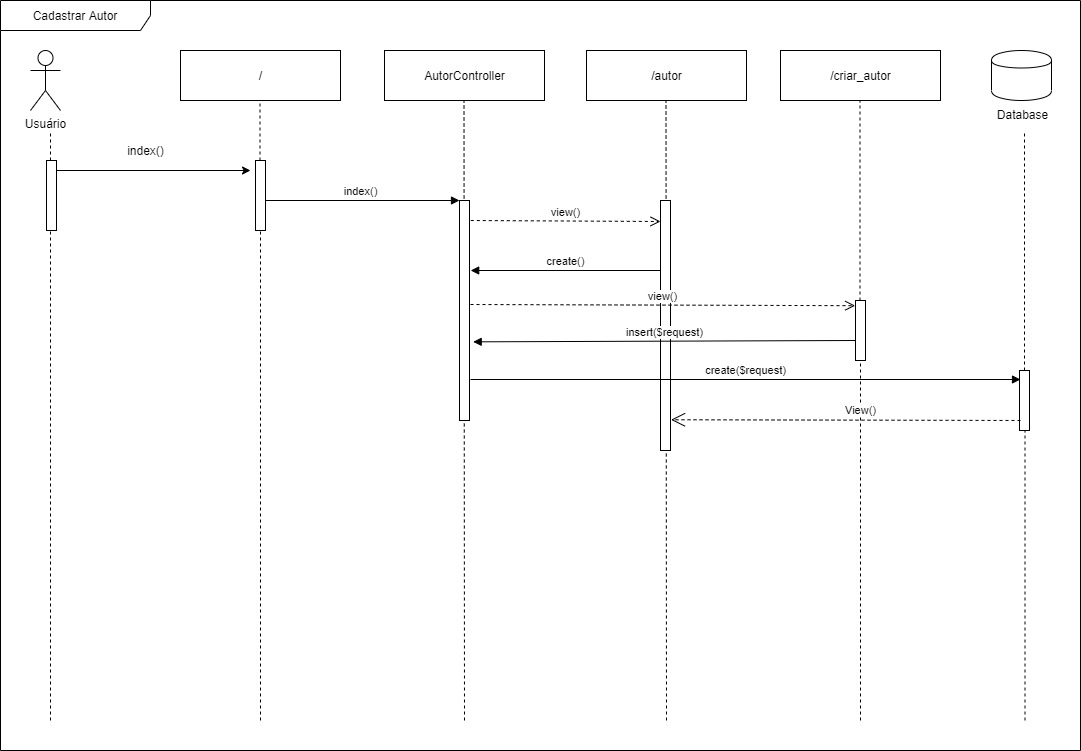 Cadastrar Autor
/
AutorController
/autor
/criar_autor
Usuário
Database
index()
index()
view()
create()
view()
insert($request)
create($request)
View()